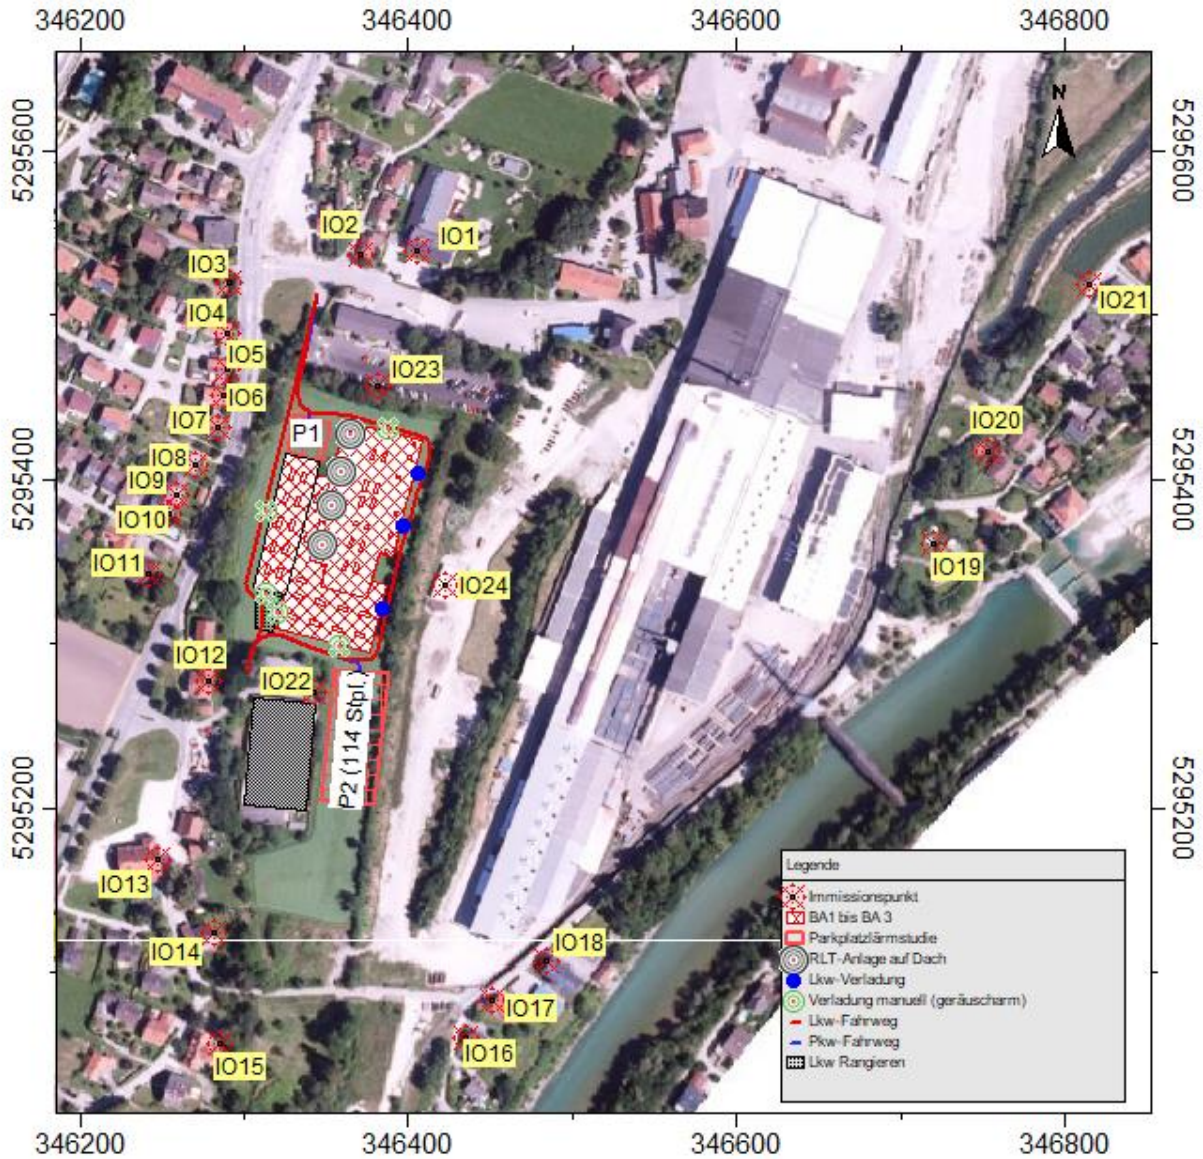 346200 346400 346600 346800
N
5295600 5295600
IO2
IO1
IO3
IO21
IO4
IO5
IO23
IO6
IO7
P1
IO20
IO8
5295400 5295400
IO9
IO10
IO11
IO19
IO24
IO12
IO22
P2 (114 Stpl.)
5295200 5295200
IO13
IO14
IO18
IO17
IO16
IO15
Legende
Immissionspunkt
BA1 bis BA 3
Parkplatzlärmstudie
RLT-Anlage auf Dach
Lkw-Verladung
Verladung manuell (geräuscharm)
Lkw-Fahrweg
Pkw-Fahrweg
Lkw Rangieren
346200 346400 346600 346800